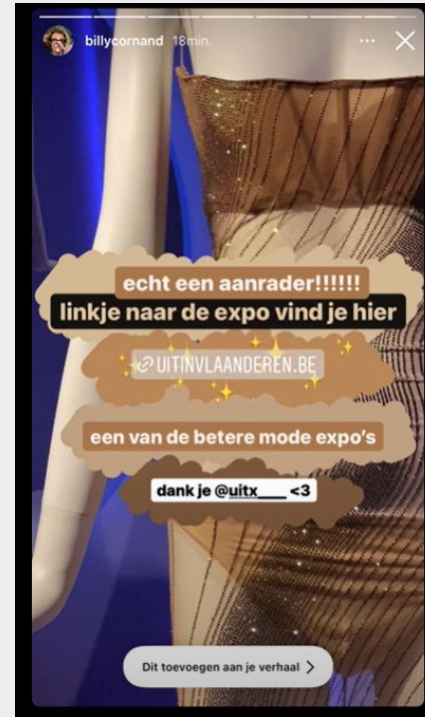 billycornand 18min.
echt een aanrader!!!!!!
linkje naar de expo vind je hier
UITINVLAANDEREN.BE
een van de betere mode expo's
dank je @uitx____ <3
Dit toevoegen aan je verhaal >